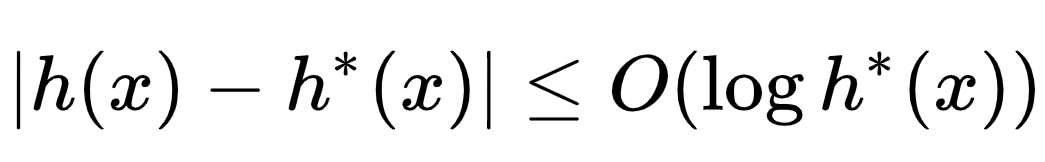 |h(x) − h*(x)| ≤ O(log h*(x))